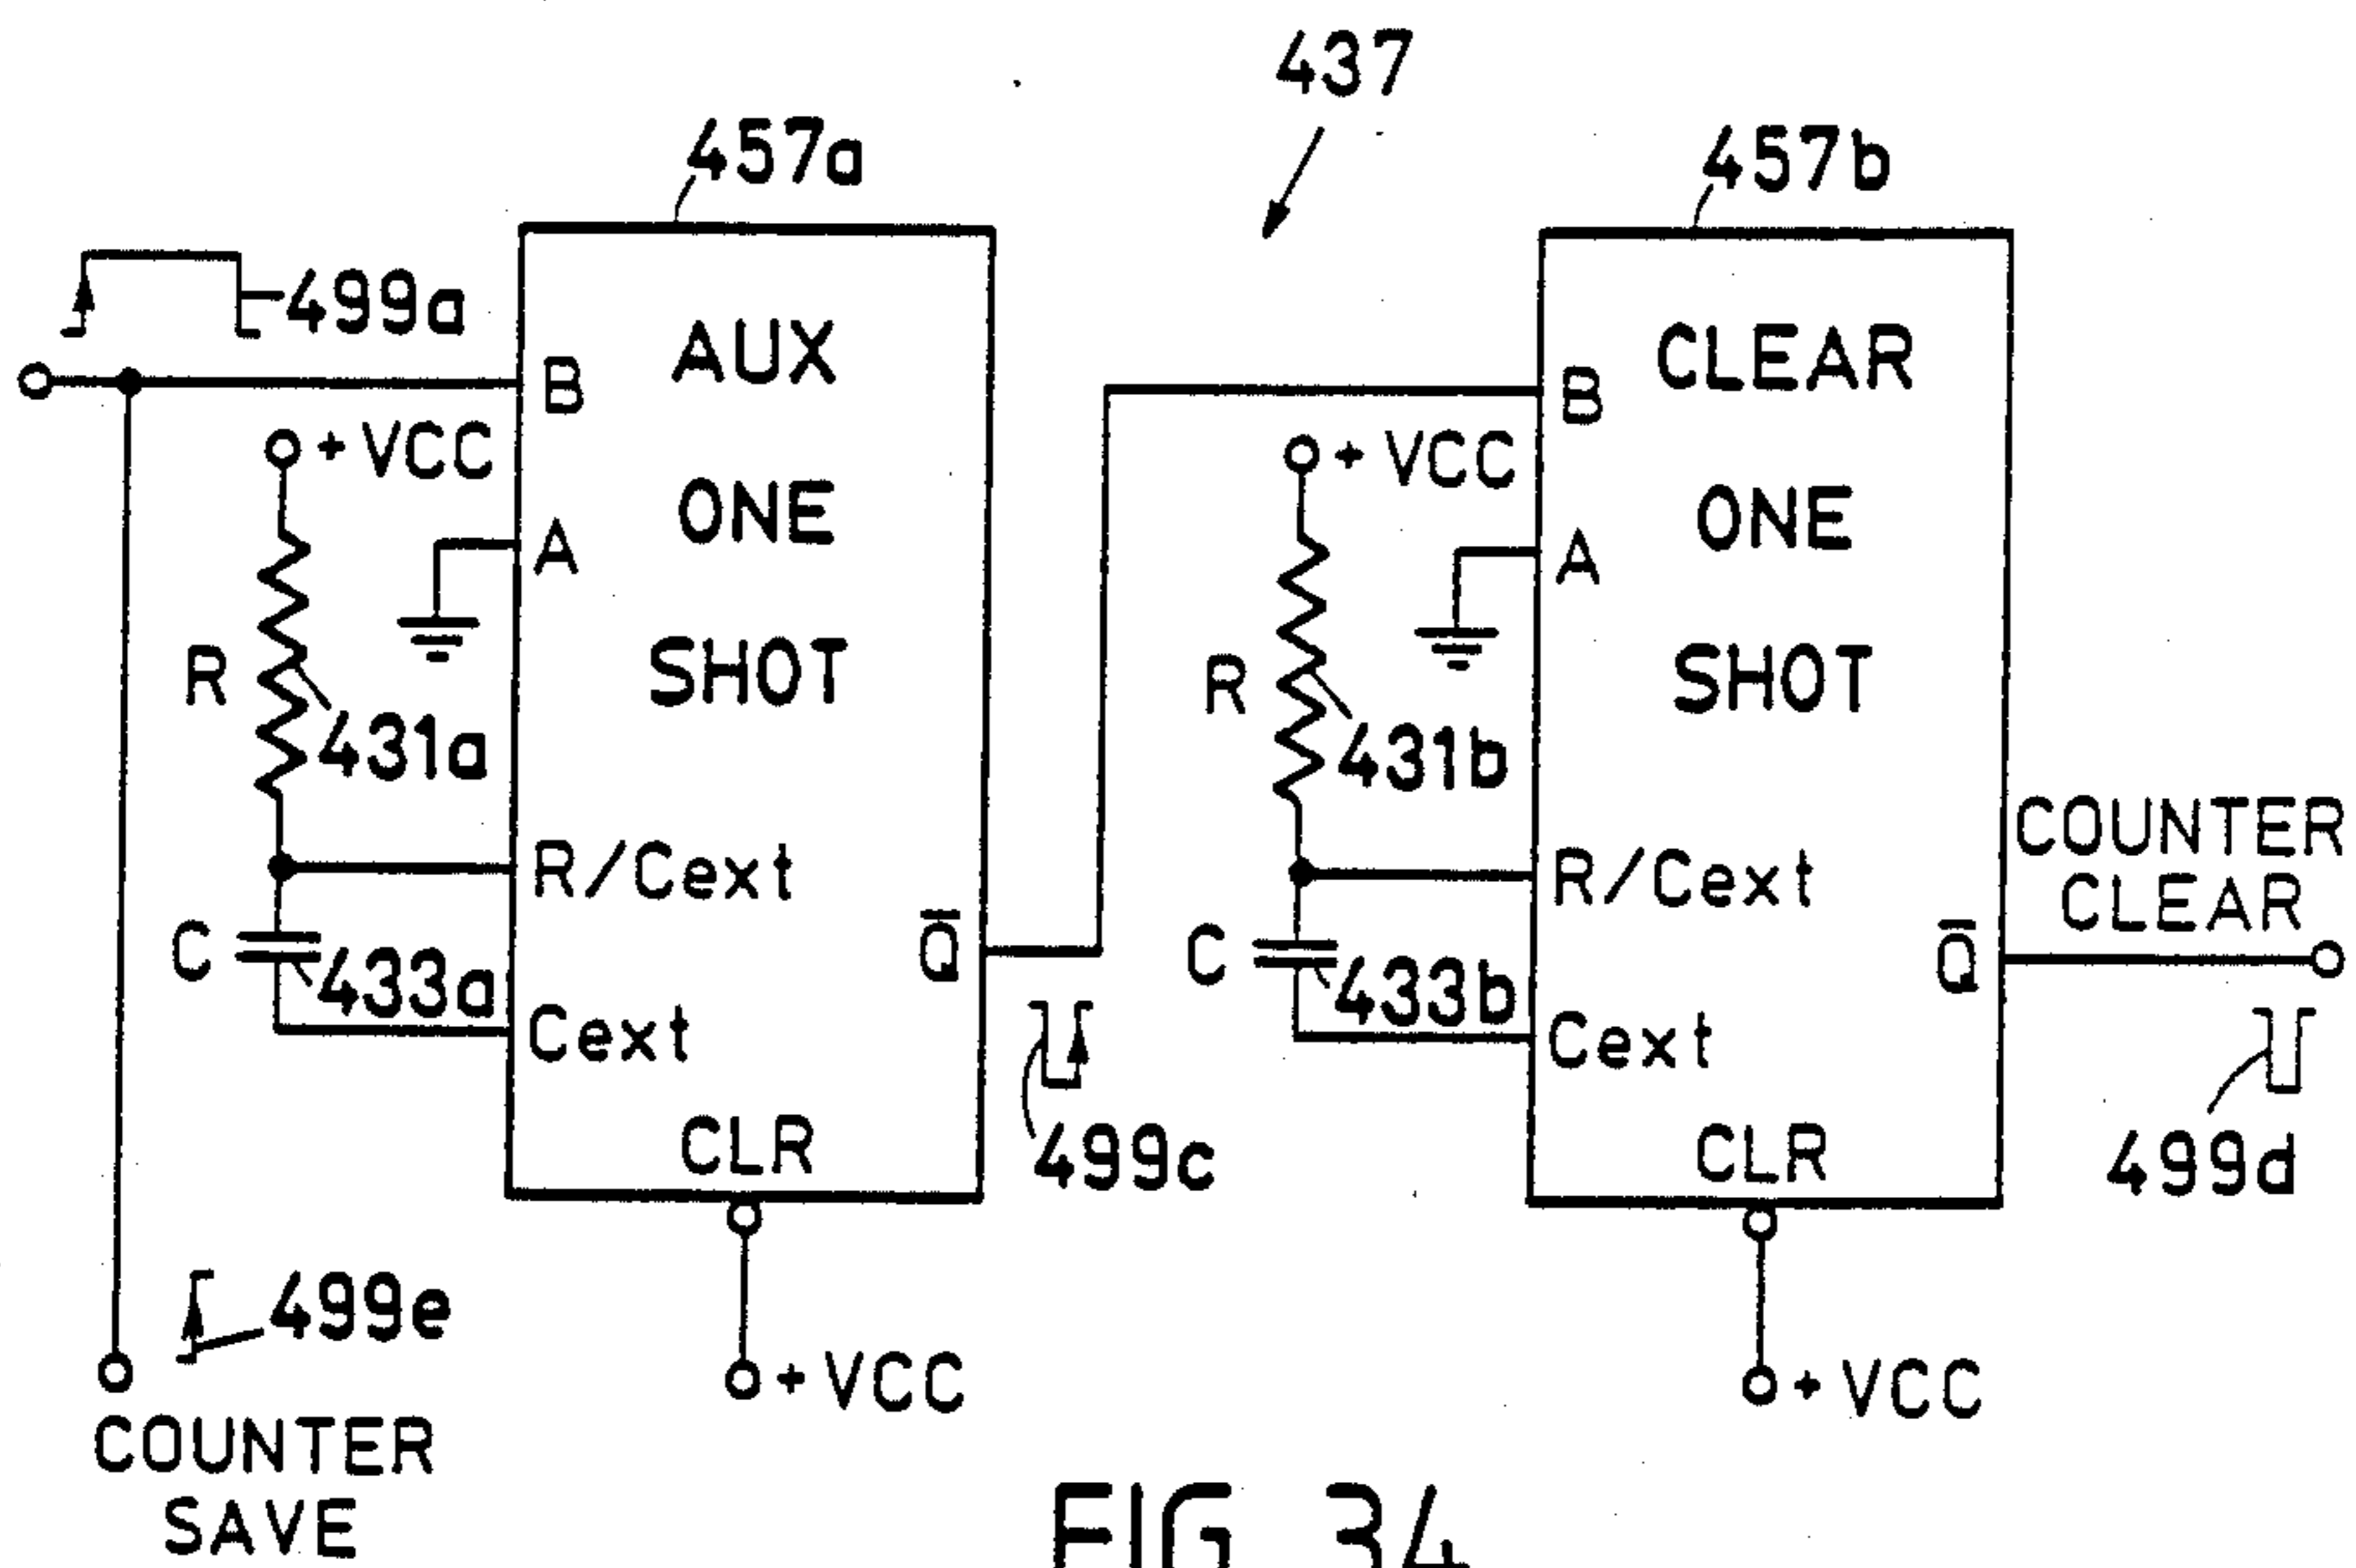 437
457a
457b
499a
AUX
ONE
SHOT
B
+ VCC
A
R
431a
R/Cext
C
433a
Cext
Q̅
CLR
499c
+ VCC
499e
COUNTER
SAVE
CLEAR
ONE
SHOT
B
+ VCC
A
R
431b
R/Cext
C
433b
Cext
Q̅
CLR
+ VCC
COUNTER
CLEAR
499d
FIG 34